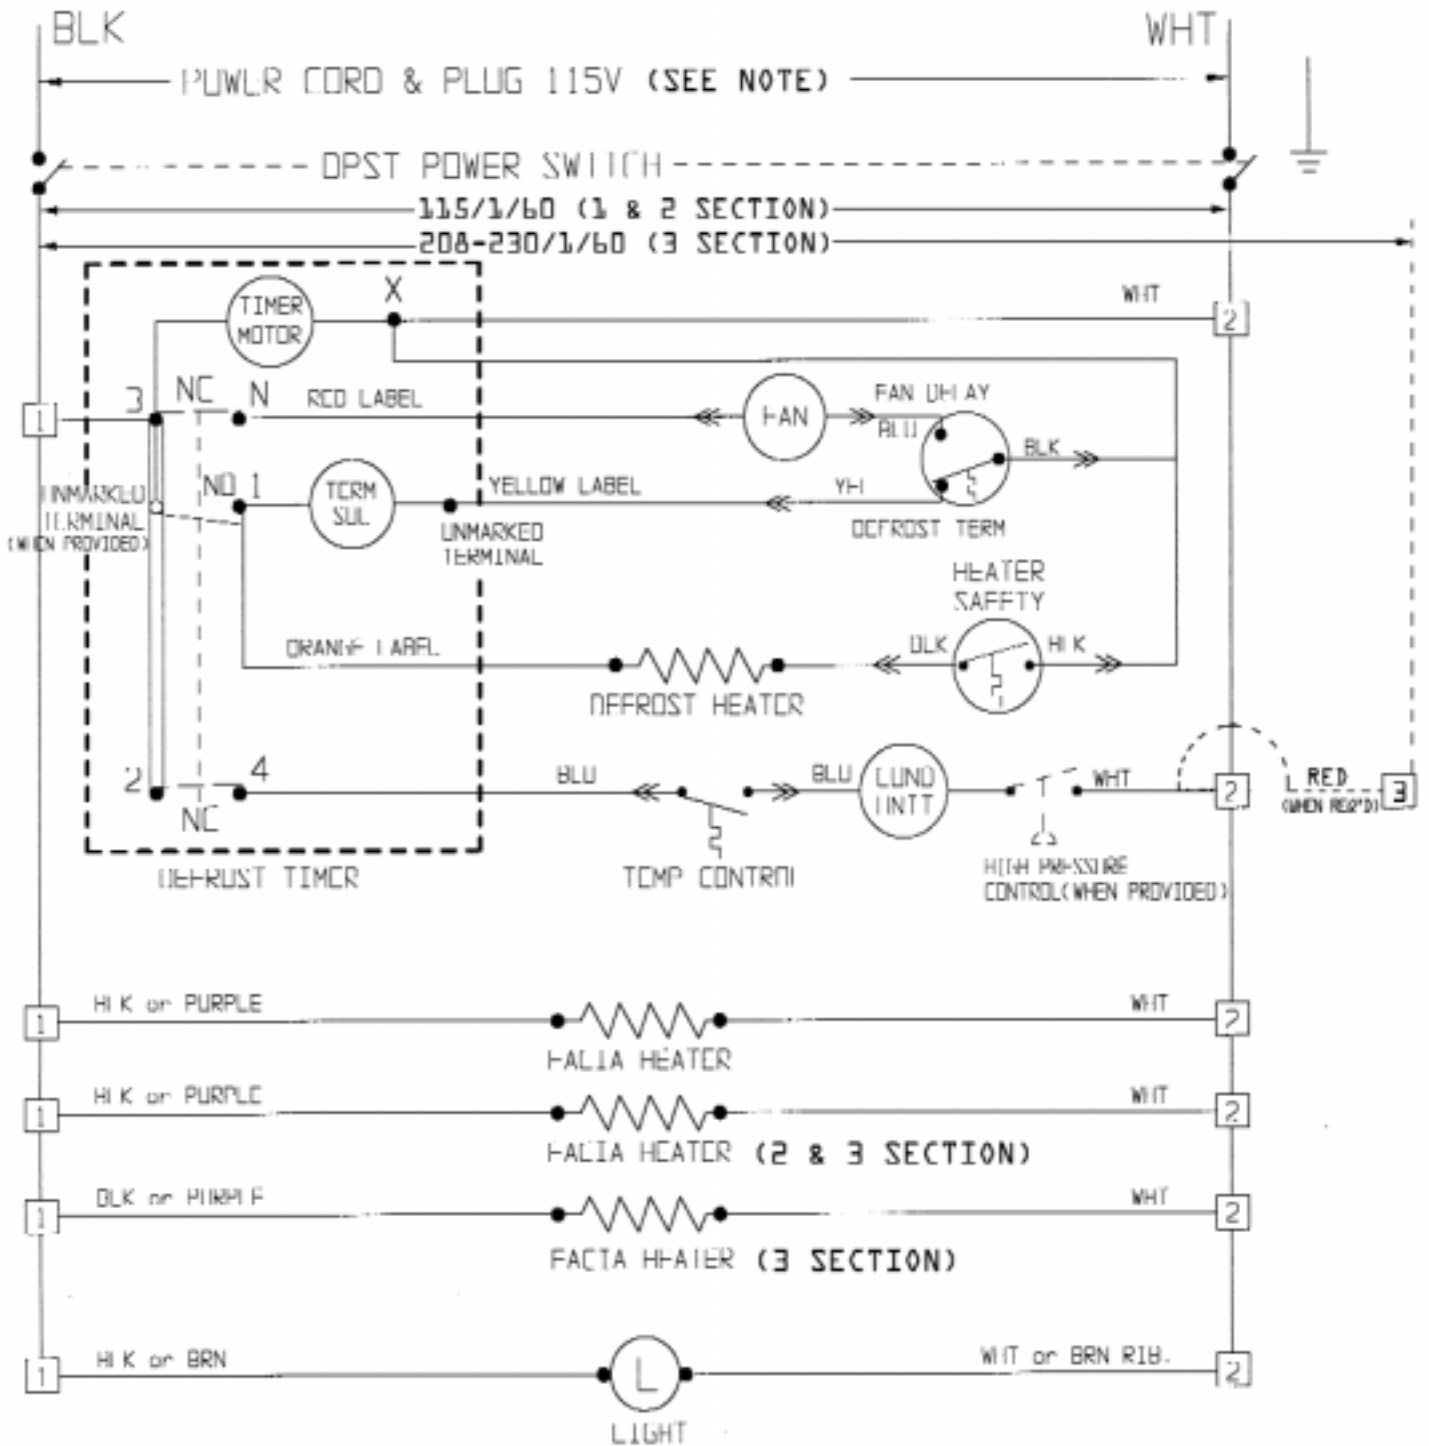 BLK
WHT
POWER CORD & PLUG 115V (SEE NOTE)
DPST POWER SWITCH
115/1/60 (1 & 2 SECTION)
208-230/1/60 (3 SECTION)
TIMER
MOTOR
X
WHT
2
3
NC
N
RED LABEL
FAN
FAN DELAY
BLU
BLK
1
UNMARKED
TERMINAL
(WHEN PROVIDED)
NO 1
TERM
SOL
YELLOW LABEL
UNMARKED
TERMINAL
YEL
DEFROST TERM
HEATER
SAFETY
ORANGE LABEL
BLK
BLK
DEFROST HEATER
2
4
NC
BLU
BLU
COND
UNIT
WHT
2
RED
(WHEN REQ'D)
3
DEFROST TIMER
TEMP CONTROL
HIGH PRESSURE
CONTROL(WHEN PROVIDED)
1
BLK or PURPLE
WHT
2
FACIA HEATER
1
BLK or PURPLE
WHT
2
FACIA HEATER (2 & 3 SECTION)
1
BLK or PURPLE
WHT
2
FACIA HEATER (3 SECTION)
1
BLK or BRN
L
WHT or BRN RIB.
2
LIGHT